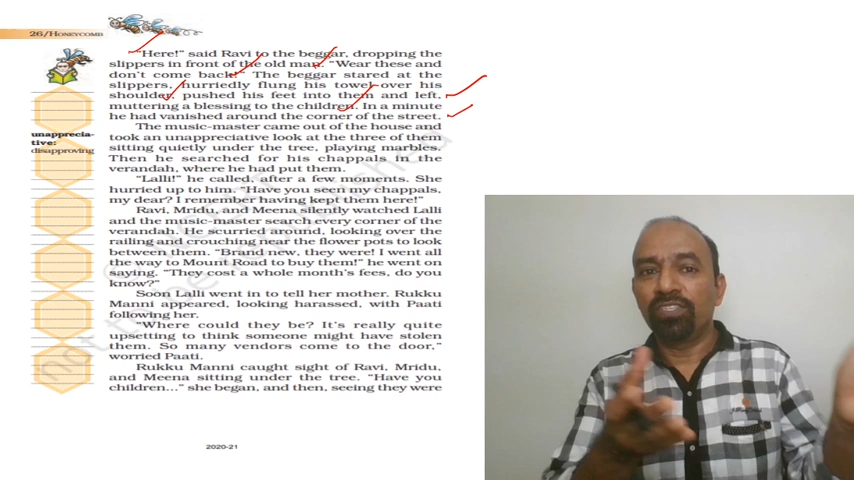 26/HONEYCOMB
"Here!" said Ravi to the beggar, dropping the
slippers in front of the old man. "Wear these and
don't come back!" The beggar stared at the
slippers, hurriedly flung his towel over his
shoulder, pushed his feet into them and left,
muttering a blessing to the children. In a minute
he had vanished around the corner of the street.
The music-master came out of the house and
took an unappreciative look at the three of them
sitting quietly under the tree, playing marbles.
Then he searched for his chappals in the
verandah, where he had put them.
"Lalli!" he called, after a few moments. She
hurried up to him. "Have you seen my chappals,
my dear? I remember having kept them here!"
Ravi, Mridu, and Meena silently watched Lalli
and the music-master search every corner of the
verandah. He scurried around, looking over the
railing and crouching near the flower pots to look
between them. "Brand new, they were! I went all
the way to Mount Road to buy them!" he went on
saying. "They cost a whole month's fees, do you
know?"
Soon Lalli went in to tell her mother. Rukku
Manni appeared, looking harassed, with Paati
following her.
"Where could they be? It's really quite
upsetting to think someone might have stolen
them. So many vendors come to the door,"
worried Paati.
Rukku Manni caught sight of Ravi, Mridu,
and Meena sitting under the tree. "Have you
children..." she began, and then, seeing they were
unapprecia-
tive:
disapproving
not to be republished
2020-21